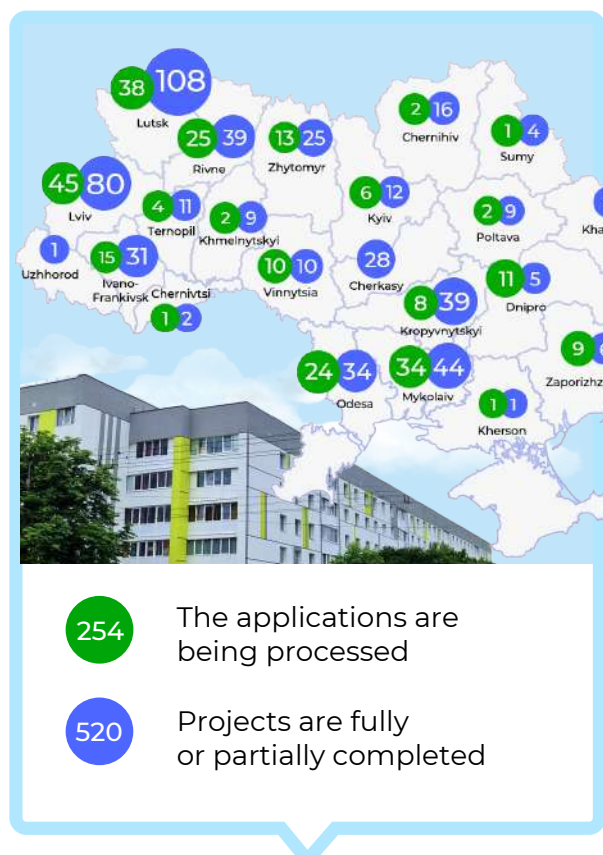 38 108
Lutsk
25 39
Rivne
13 25
Zhytomyr
2 16
Chernihiv
1 4
Sumy
45 80
Lviv
4 11
Ternopil
2 9
Khmelnytskyi
6 12
Kyiv
2 9
Poltava
1
Uzhhorod
15 31
Ivano-
Frankivsk
Chernivtsi
1 2
10 10
Vinnytsia
28
Cherkasy
8 39
Kropyvnytskyi
11 5
Dnipro
24 34
Odesa
34 44
Mykolaiv
1 1
Kherson
9
254
The applications are
being processed
520
Projects are fully
or partially completed